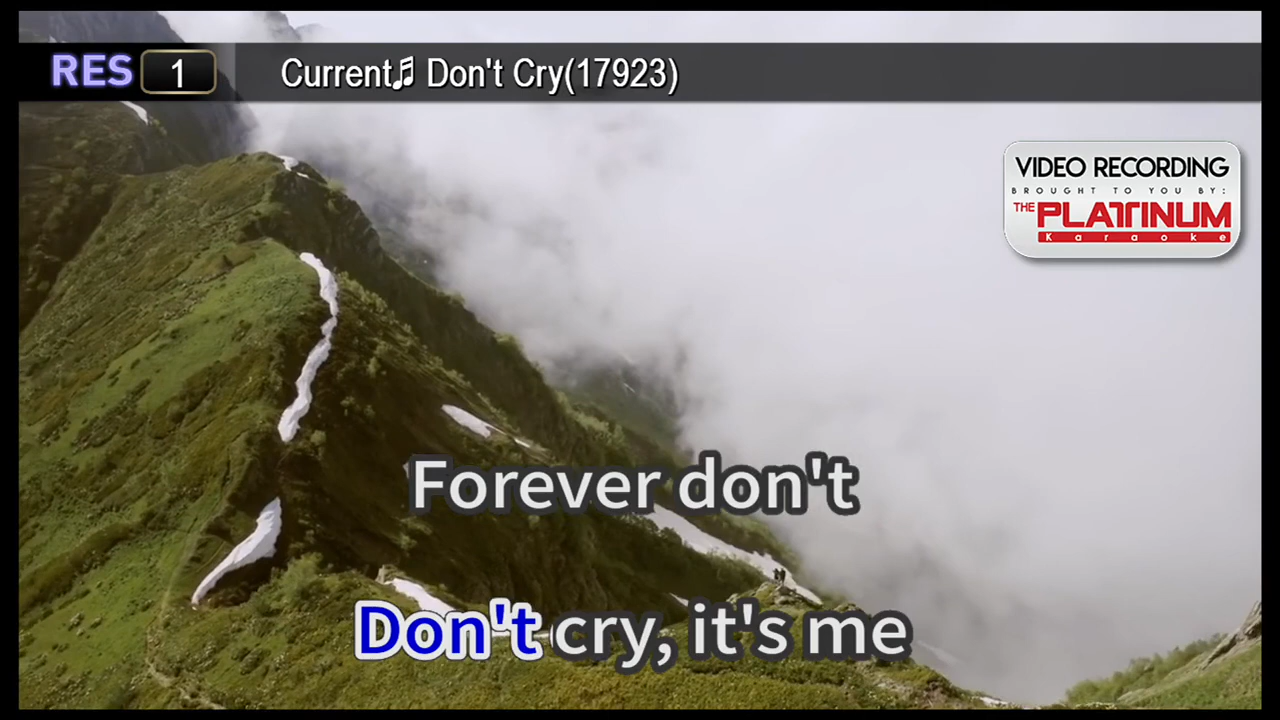 RES 1 Current♫ Don't Cry(17923)
VIDEO RECORDING
BROUGHT TO YOU BY:
THE PLATINUM
Karaoke
Forever don't
Don't cry, it's me